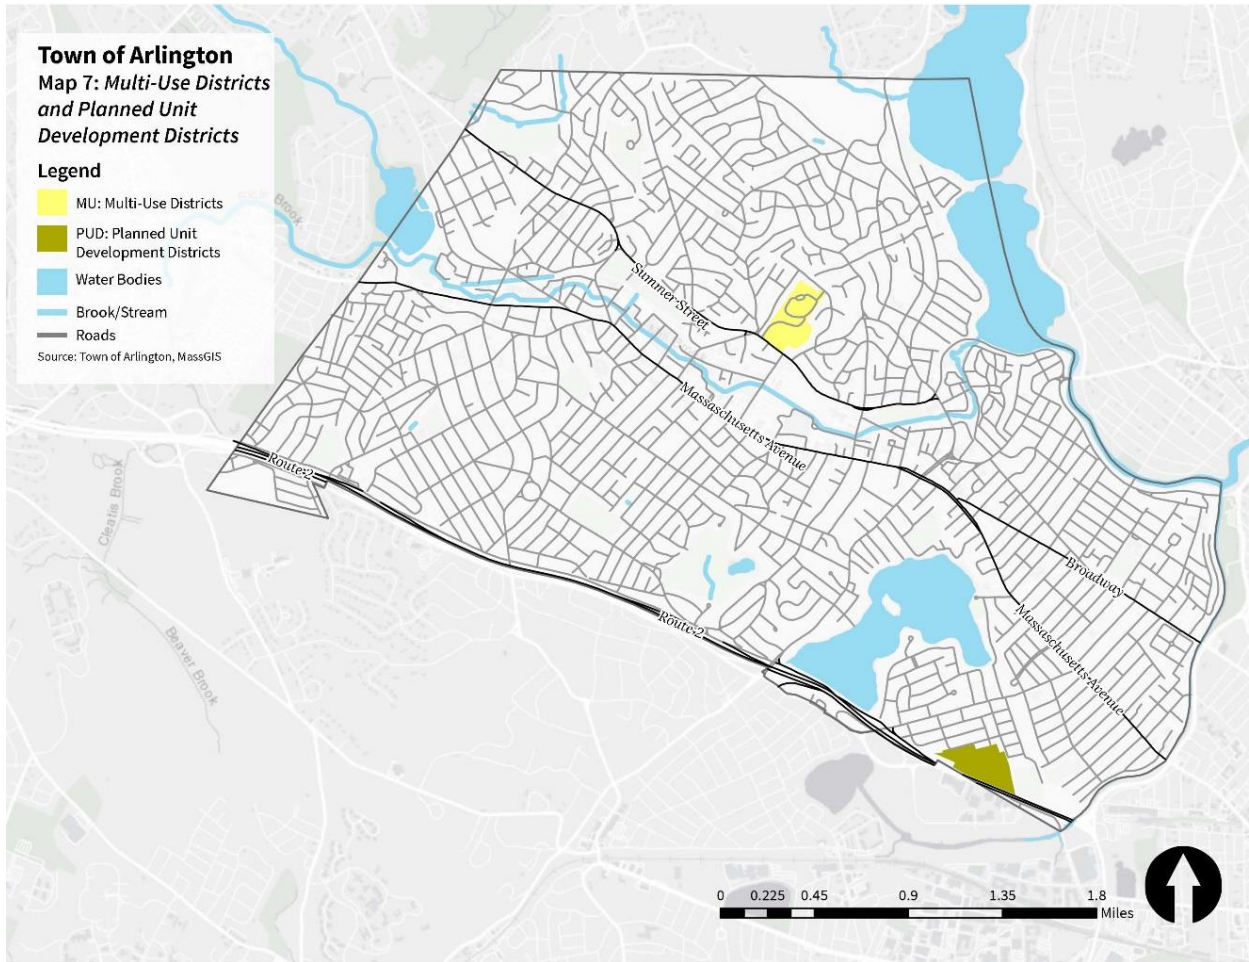 Town of Arlington
Map 7: Multi-Use Districts
and Planned Unit
Development Districts
Legend
MU: Multi-Use Districts
PUD: Planned Unit
Development Districts
Water Bodies
Brook/Stream
Roads
Source: Town of Arlington, MassGIS
Brook
Summer Street
Massachusetts Avenue
Route 2
Cleatis Brook
Broadway
Route 2
Massachusetts Avenue
Beaver Brook
0 0.225 0.45 0.9 1.35 1.8
Miles